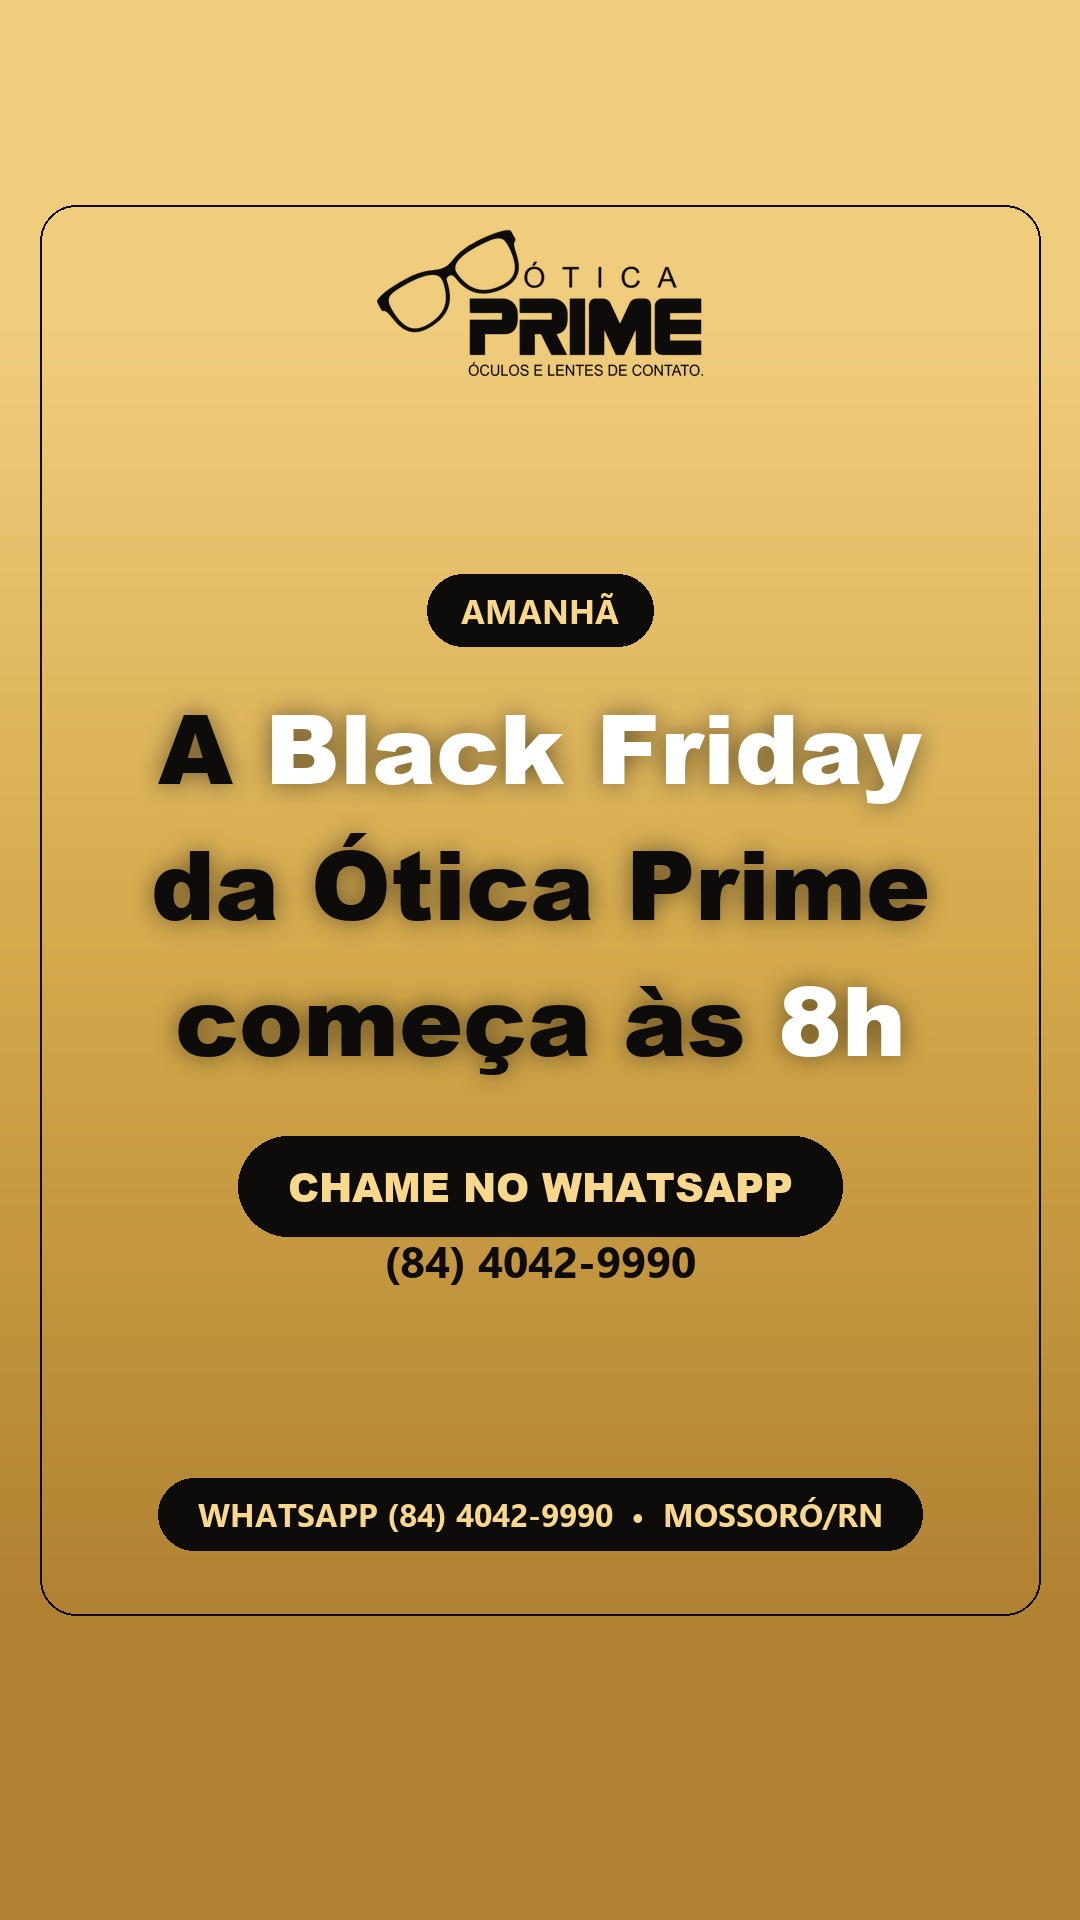 ÓTICA
PRIME
ÓCULOS E LENTES DE CONTATO.
AMANHÃ
A Black Friday
da Ótica Prime
começa às 8h
CHAME NO WHATSAPP
(84) 4042-9990
WHATSAPP (84) 4042-9990 • MOSSORÓ/RN